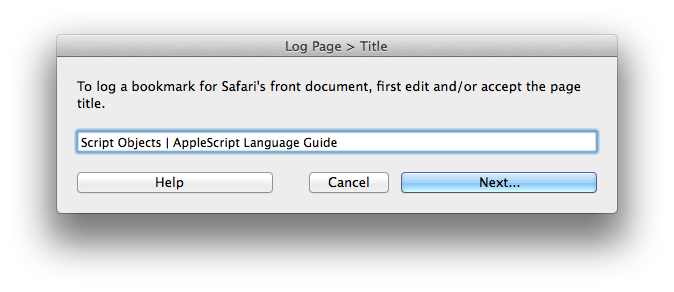 Log Page > Title
To log a bookmark for Safari's front document, first edit and/or accept the page
title.
Script Objects | AppleScript Language Guide
Help Cancel Next...